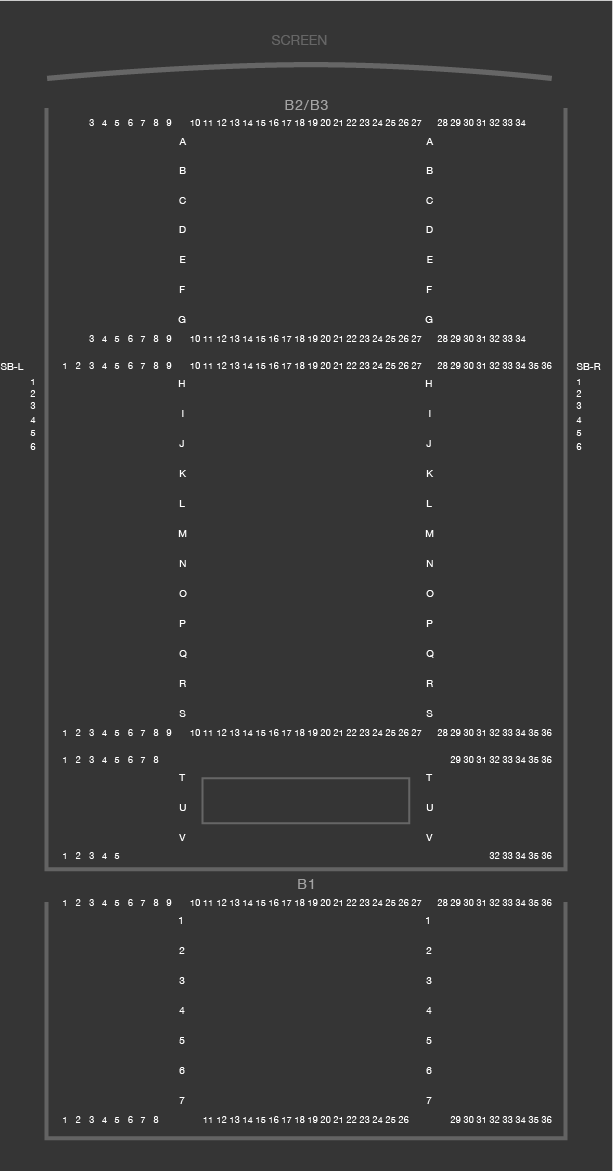 SCREEN
B2/B3
3 4 5 6 7 8 9 10 11 12 13 14 15 16 17 18 19 20 21 22 23 24 25 26 27 28 29 30 31 32 33 34
A A
B B
C C
D D
E E
F F
G G
3 4 5 6 7 8 9 10 11 12 13 14 15 16 17 18 19 20 21 22 23 24 25 26 27 28 29 30 31 32 33 34
SB-L 1 2 3 4 5 6 7 8 9 10 11 12 13 14 15 16 17 18 19 20 21 22 23 24 25 26 27 28 29 30 31 32 33 34 35 36 SB-R
1 H H 1
2 2
3 3
I I
4 4
5 5
6 J J 6
K K
L L
M M
N N
O O
P P
Q Q
R R
S S
1 2 3 4 5 6 7 8 9 10 11 12 13 14 15 16 17 18 19 20 21 22 23 24 25 26 27 28 29 30 31 32 33 34 35 36
1 2 3 4 5 6 7 8 29 30 31 32 33 34 35 36
T T
U U
V V
1 2 3 4 5 32 33 34 35 36
B1
1 2 3 4 5 6 7 8 9 10 11 12 13 14 15 16 17 18 19 20 21 22 23 24 25 26 27 28 29 30 31 32 33 34 35 36
1 1
2 2
3 3
4 4
5 5
6 6
7 7
1 2 3 4 5 6 7 8 11 12 13 14 15 16 17 18 19 20 21 22 23 24 25 26 29 30 31 32 33 34 35 36